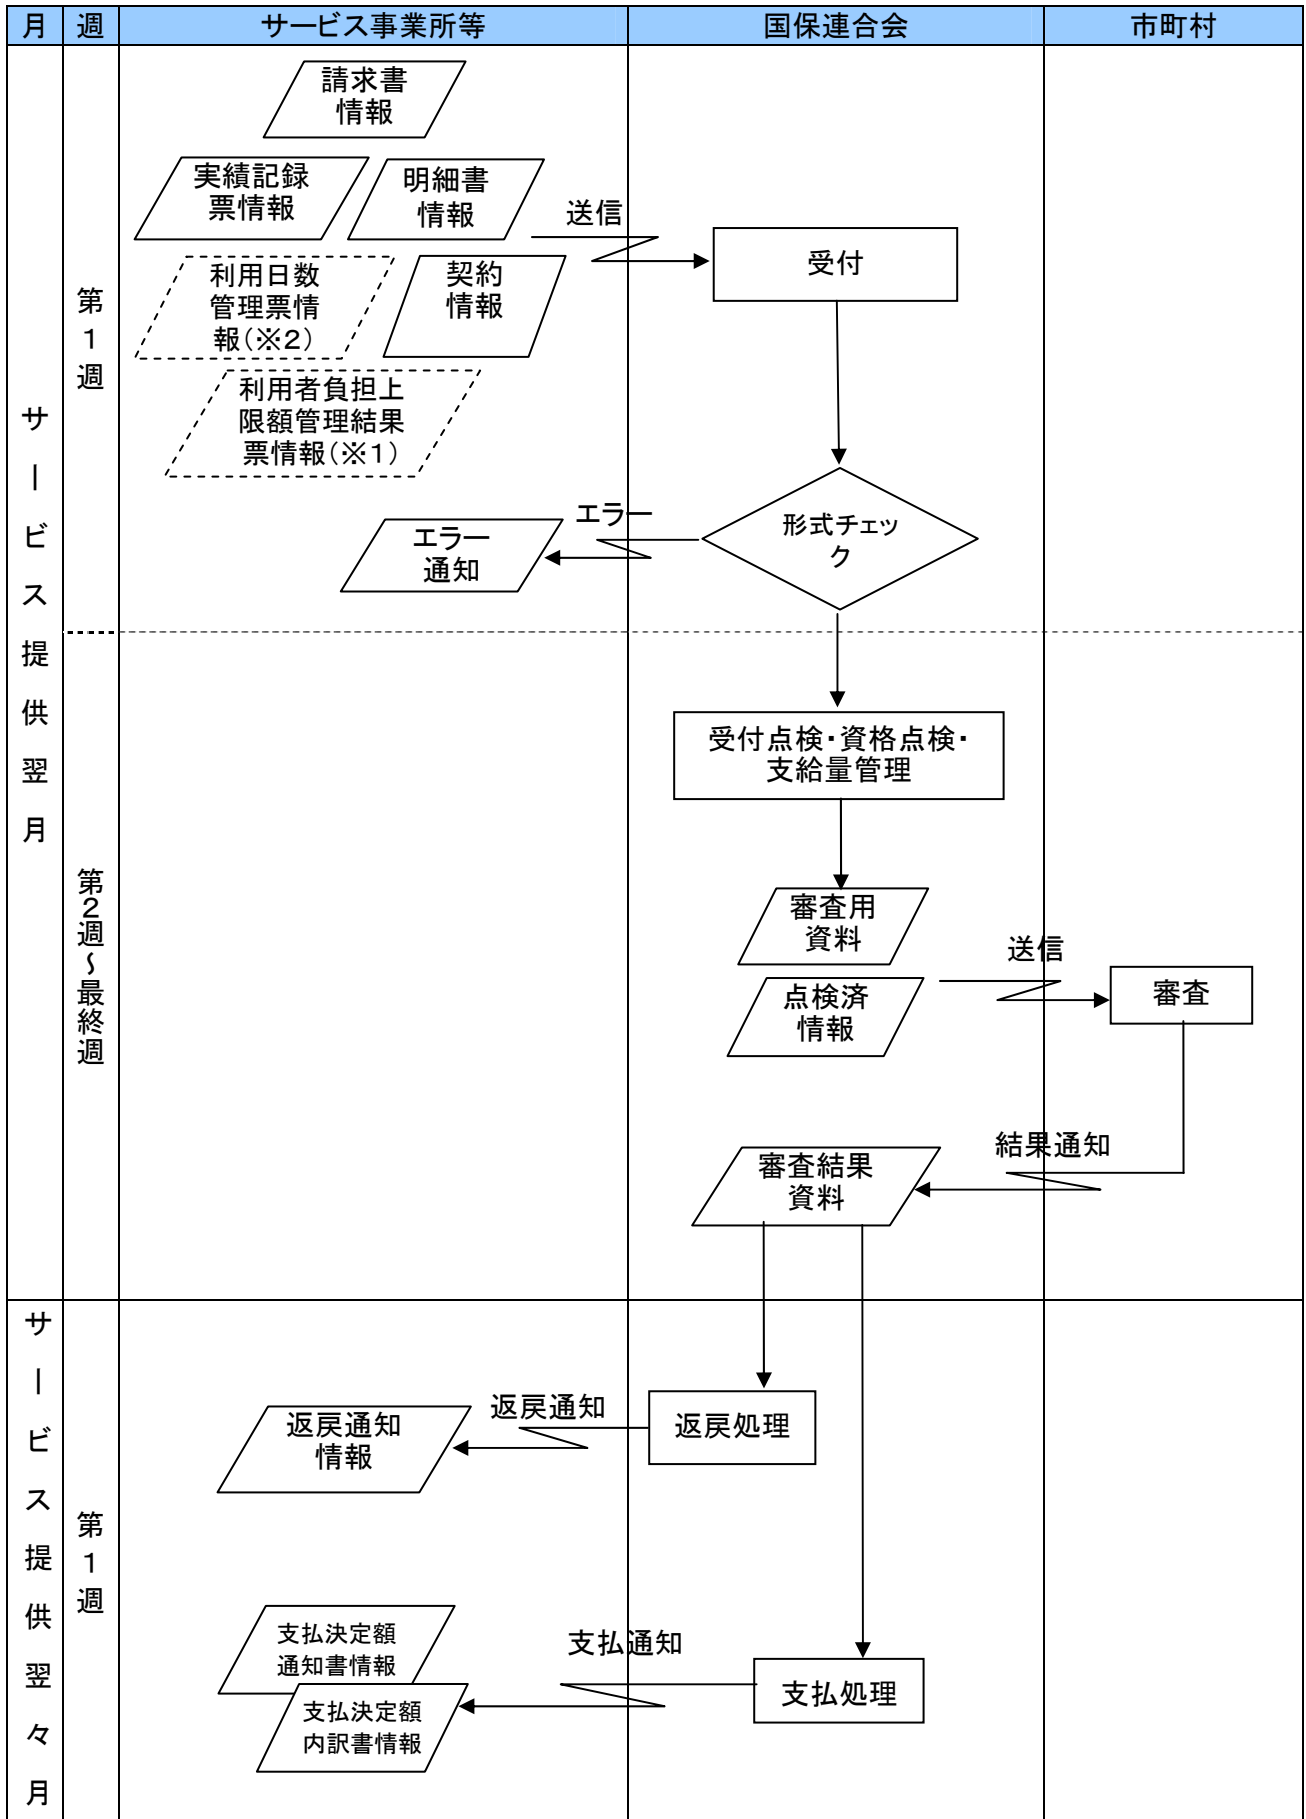 月 週 サービス事業所等 国保連合会 市町村
サービス提供翌月
第1週
請求書
情報
実績記録
票情報
明細書
情報
送信
受付
利用日数
管理票情
報(※2)
契約
情報
利用者負担上
限額管理結果
票情報(※1)
エラー
形式チェッ
ク
エラー
通知
第2週~最終週
受付点検・資格点検・
支給量管理
審査用
資料
送信
点検済
情報
審査
結果通知
審査結果
資料
サービス提供翌々月
第1週
返戻通知
返戻処理
返戻通知
情報
支払通知
支払処理
支払決定額
通知書情報
支払決定額
内訳書情報